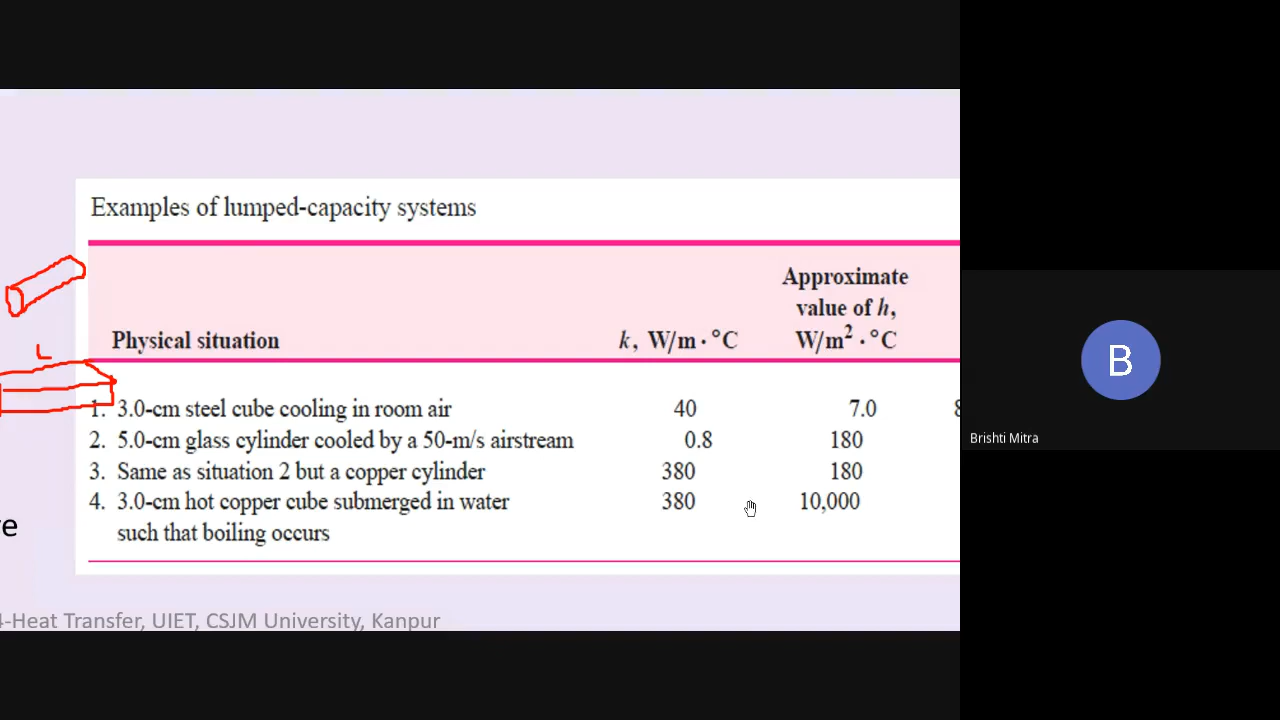 Examples of lumped-capacity systems
Approximate
value of h,
Physical situation k, W/m · °C W/m² · °C
L
1. 3.0-cm steel cube cooling in room air 40 7.0 8
2. 5.0-cm glass cylinder cooled by a 50-m/s airstream 0.8 180
3. Same as situation 2 but a copper cylinder 380 180
4. 3.0-cm hot copper cube submerged in water 380 10,000
such that boiling occurs
re
4-Heat Transfer, UIET, CSJM University, Kanpur
B
Brishti Mitra